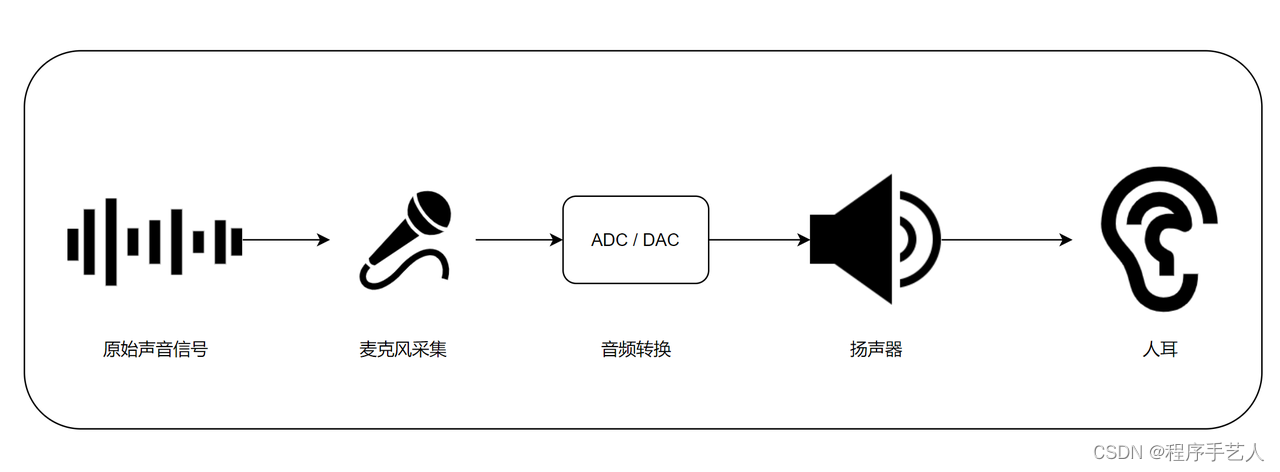 ADC / DAC
原始声音信号
麦克风采集
音频转换
扬声器
人耳
CSDN @程序手艺人